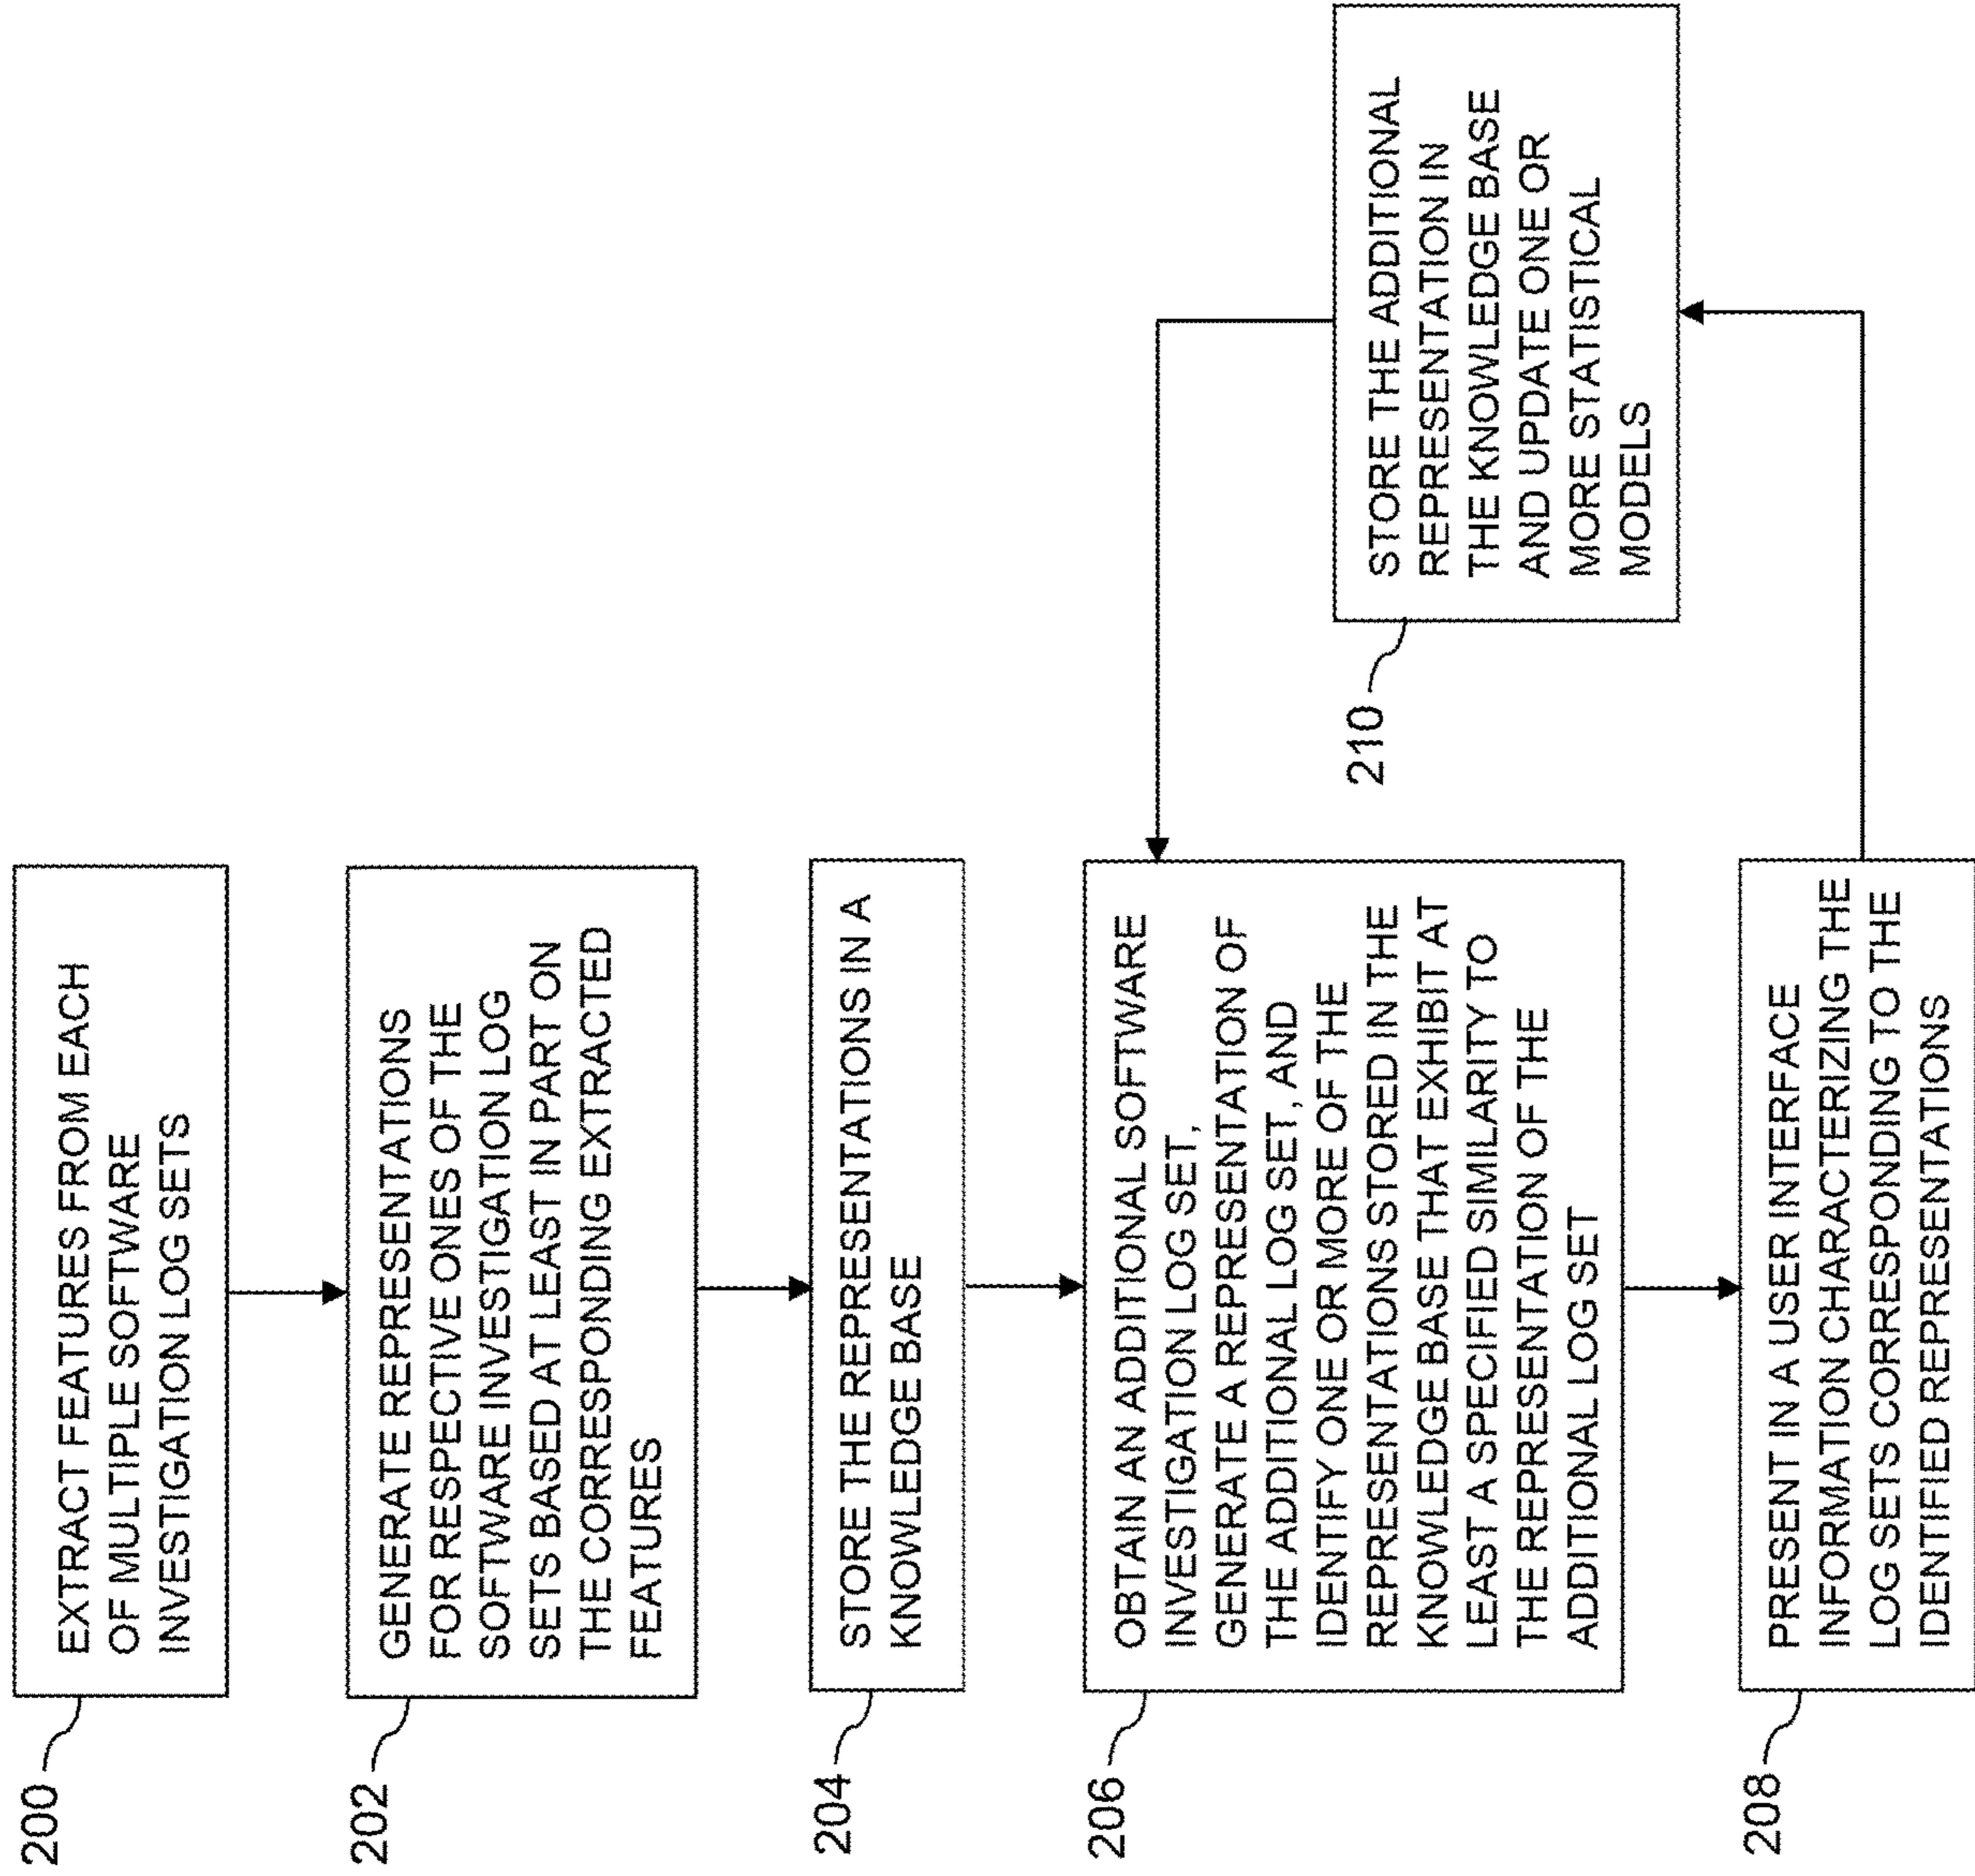 200
EXTRACT FEATURES FROM EACH
OF MULTIPLE SOFTWARE
INVESTIGATION LOG SETS
202
GENERATE REPRESENTATIONS
FOR RESPECTIVE ONES OF THE
SOFTWARE INVESTIGATION LOG
SETS BASED AT LEAST IN PART ON
THE CORRESPONDING EXTRACTED
FEATURES
204
STORE THE REPRESENTATIONS IN A
KNOWLEDGE BASE
206
OBTAIN AN ADDITIONAL SOFTWARE
INVESTIGATION LOG SET,
GENERATE A REPRESENTATION OF
THE ADDITIONAL LOG SET, AND
IDENTIFY ONE OR MORE OF THE
REPRESENTATIONS STORED IN THE
KNOWLEDGE BASE THAT EXHIBIT AT
LEAST A SPECIFIED SIMILARITY TO
THE REPRESENTATION OF THE
ADDITIONAL LOG SET
208
PRESENT IN A USER INTERFACE
INFORMATION CHARACTERIZING THE
LOG SETS CORRESPONDING TO THE
IDENTIFIED REPRESENTATIONS
210
STORE THE ADDITIONAL
REPRESENTATION IN
THE KNOWLEDGE BASE
AND UPDATE ONE OR
MORE STATISTICAL
MODELS